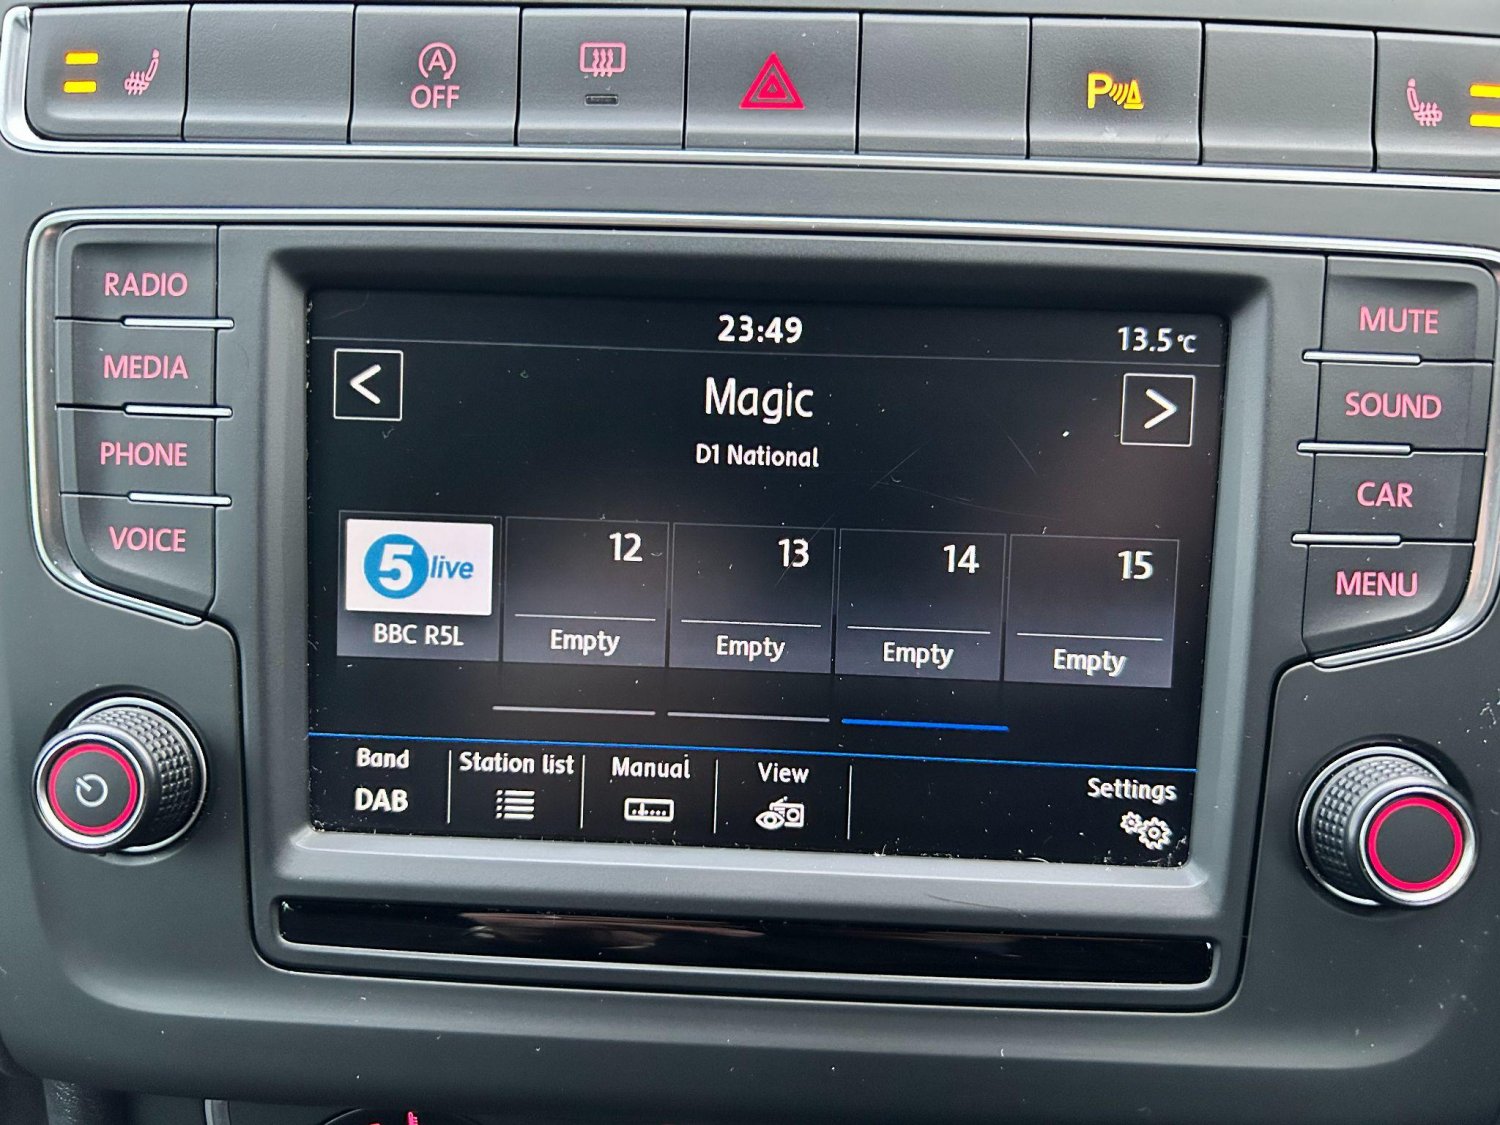 A
OFF
P
RADIO
MEDIA
PHONE
VOICE
23:49
13.5°C
<
Magic
>
D1 National
5 live
BBC R5L
12
Empty
13
Empty
14
Empty
15
Empty
Band
DAB
Station list
Manual
View
Settings
MUTE
SOUND
CAR
MENU